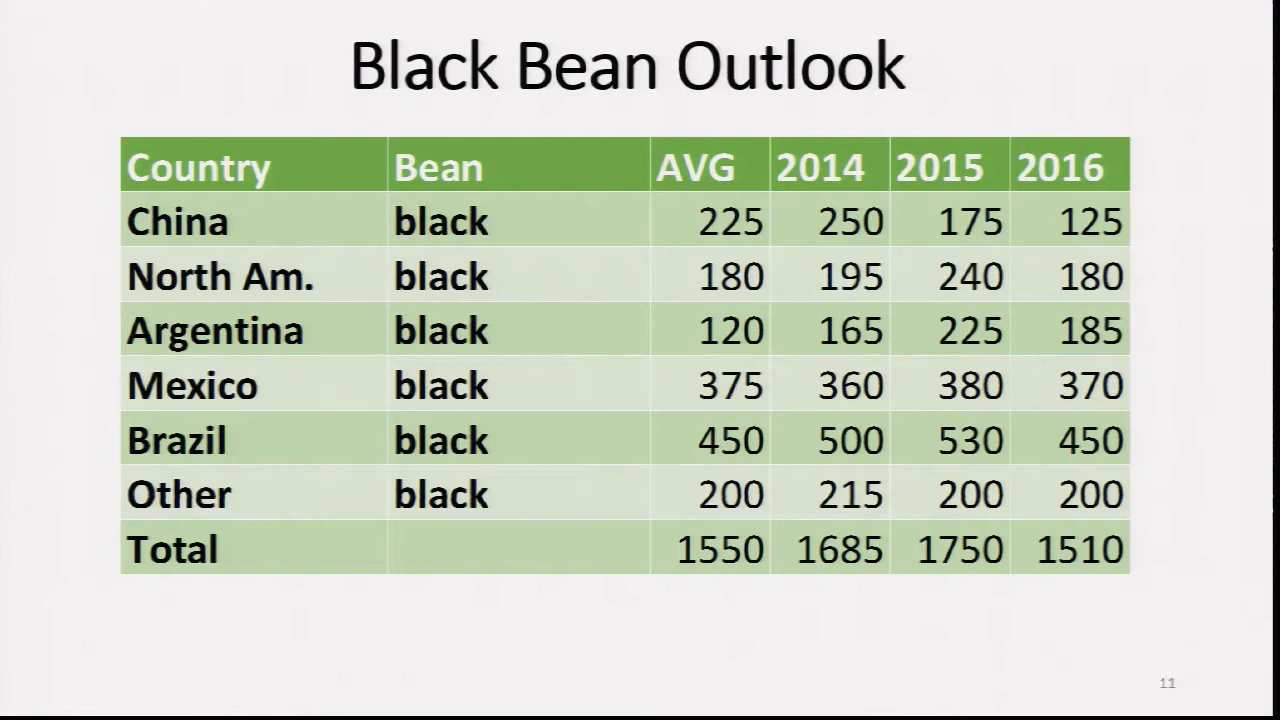 Black Bean Outlook
Country Bean AVG 2014 2015 2016
China black 225 250 175 125
North Am. black 180 195 240 180
Argentina black 120 165 225 185
Mexico black 375 360 380 370
Brazil black 450 500 530 450
Other black 200 215 200 200
Total 1550 1685 1750 1510
11